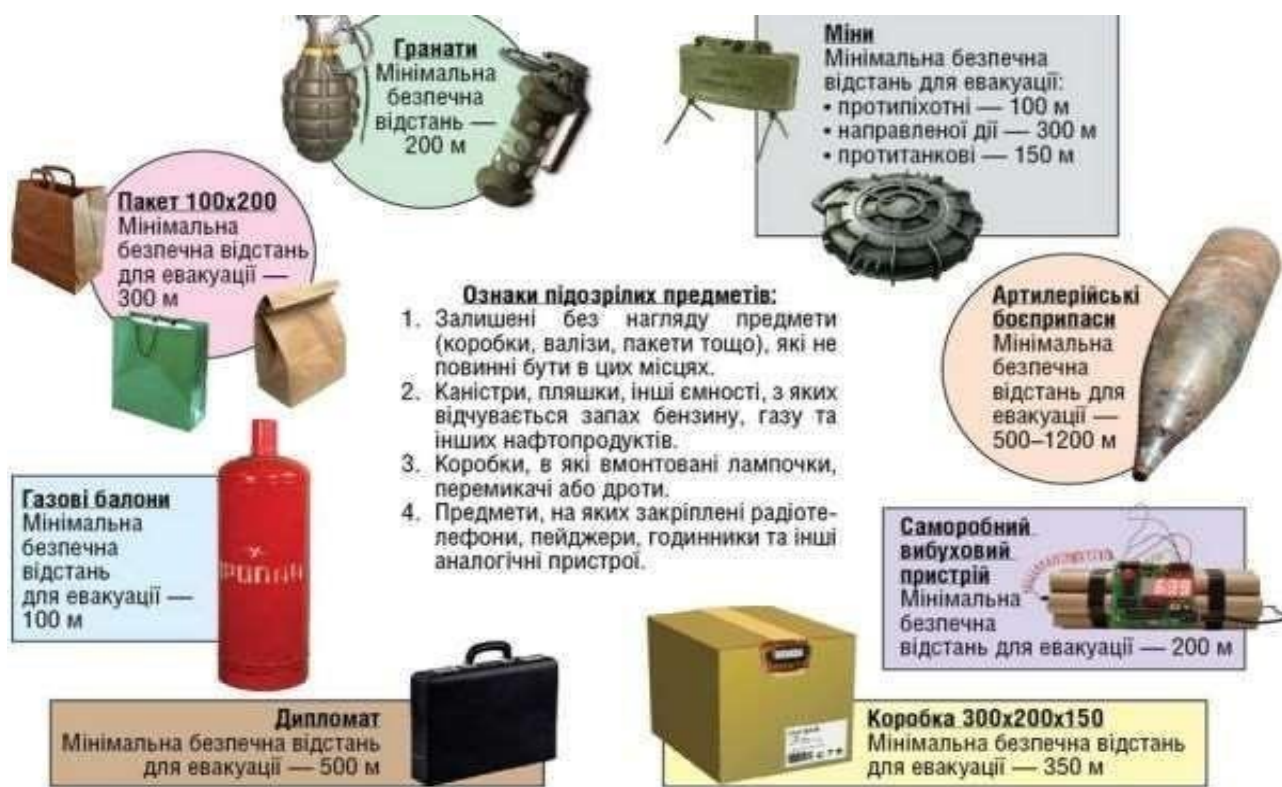 Гранати
Мінімальна
безпечна
відстань —
200 м
Міни
Мінімальна безпечна
відстань для евакуації:
• протипіхотні — 100 м
• направленої дії — 300 м
• протитанкові — 150 м
Пакет 100х200
Мінімальна
безпечна відстань
для евакуації —
300 м
Ознаки підозрілих предметів:
1. Залишені без нагляду предмети
(коробки, валізи, пакети тощо), які не
повинні бути в цих місцях.
2. Каністри, пляшки, інші ємності, з яких
відчувається запах бензину, газу та
інших нафтопродуктів.
3. Коробки, в які вмонтовані лампочки,
перемикачі або дроти.
4. Предмети, на яких закріплені радіоте-
лефони, пейджери, годинники та інші
аналогічні пристрої.
Артилерійські
боєприпаси
Мінімальна
безпечна
відстань для
евакуації —
500–1200 м
Газові балони
Мінімальна
безпечна
відстань
для евакуації —
100 м
ПРОПАН
Саморобний
вибуховий
пристрій
Мінімальна
безпечна
відстань для евакуації — 200 м
Дипломат
Мінімальна безпечна відстань
для евакуації — 500 м
Коробка 300х200х150
Мінімальна безпечна відстань
для евакуації — 350 м